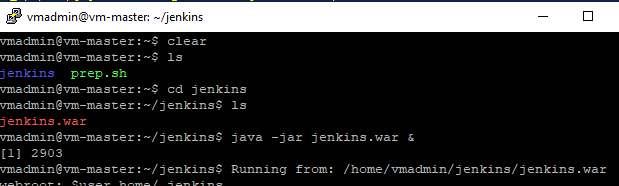 vmadmin@vm-master: ~/jenkins
vmadmin@vm-master:~$ clear
vmadmin@vm-master:~$ ls
jenkins  prep.sh
vmadmin@vm-master:~$ cd jenkins
vmadmin@vm-master:~/jenkins$ ls
jenkins.war
vmadmin@vm-master:~/jenkins$ java -jar jenkins.war &
[1] 2903
vmadmin@vm-master:~/jenkins$ Running from: /home/vmadmin/jenkins/jenkins.war
webroot: $user.home/.jenkins